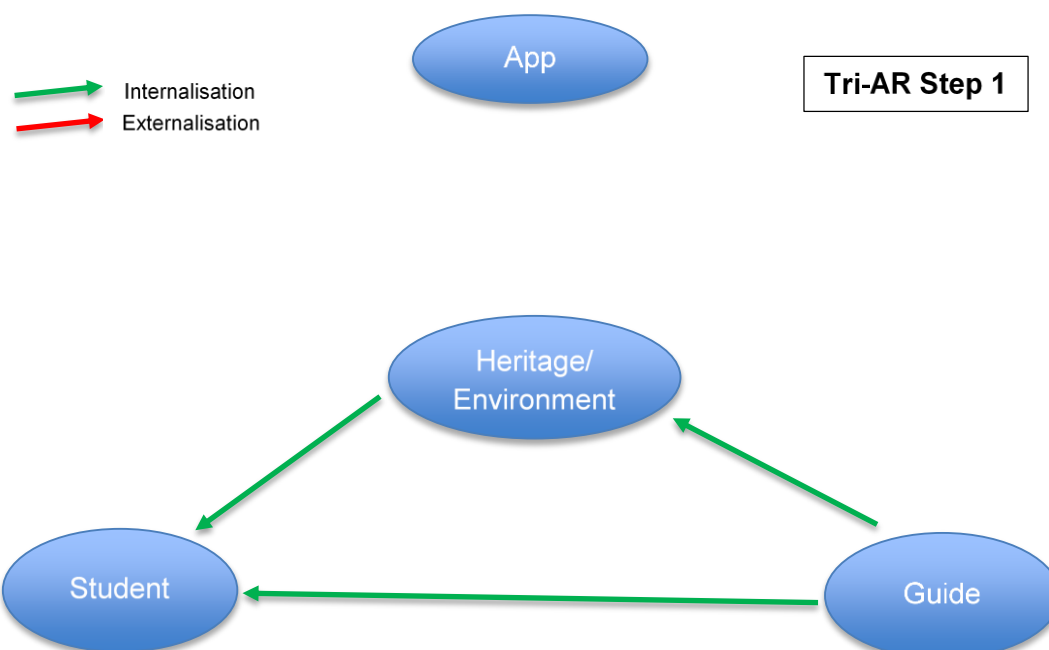 App
Tri-AR Step 1
Internalisation
Externalisation
Heritage/
Environment
Student
Guide